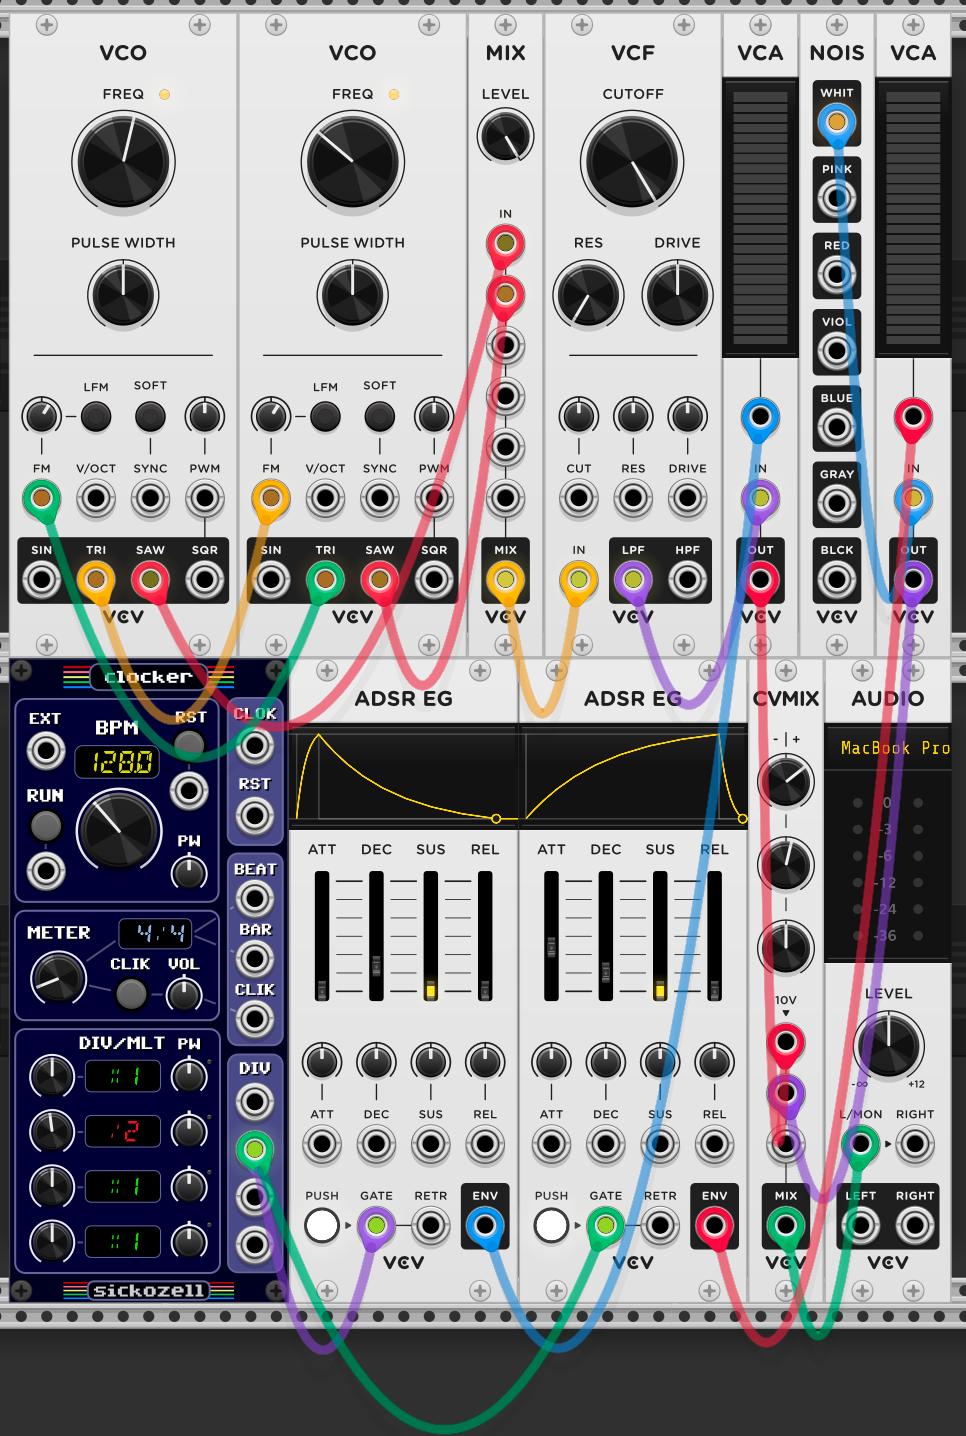 VCO VCO MIX VCF VCA NOIS VCA
FREQ FREQ LEVEL CUTOFF WHIT
PINK
PULSE WIDTH PULSE WIDTH IN RES DRIVE RED
VIOL
LFM SOFT LFM SOFT BLUE
FM V/OCT SYNC PWM FM V/OCT SYNC PWM CUT RES DRIVE IN GRAY IN
SIN TRI SAW SQR SIN TRI SAW SQR MIX IN LPF HPF OUT BLCK OUT
VCV VCV VCV VCV VCV VCV VCV
clocker
ADSR EG ADSR EG CVMIX AUDIO
EXT BPM RST CLOK
128.0
- | + MacBook Pro
RUN RST
PW
0
-3
-6
-12
-24
-36
ATT DEC SUS REL ATT DEC SUS REL
BEAT
METER 4/4 BAR
CLIK VOL CLIK
10V LEVEL
-∞ +12
DIV/MLT PW DIV
x 1
/ 2
x 1
x 1
ATT DEC SUS REL ATT DEC SUS REL L/MON RIGHT
PUSH GATE RETR ENV PUSH GATE RETR ENV MIX LEFT RIGHT
VCV VCV VCV VCV
sickozell